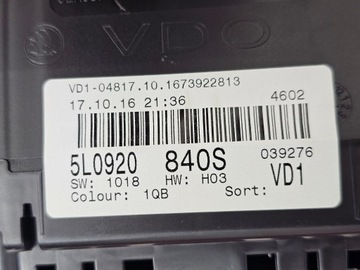 VDO
VD1-04817.10.1673922813
17.10.16 21:36 4602
5L0920 840S 039276
SW: 1018 HW: H03 VD1
Colour: 1QB Sort: